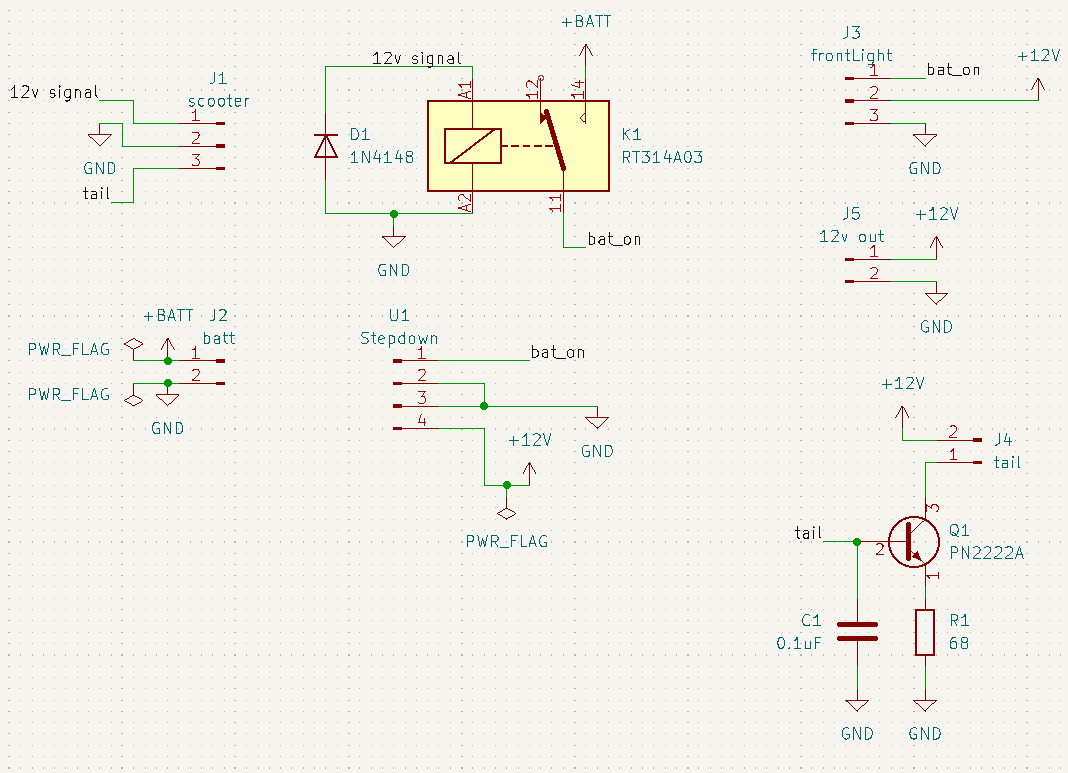 J1
scooter
12v signal
1
2
3
GND
tail
12v signal
+BATT
A1
12
14
D1
1N4148
K1
RT314A03
A2
11
bat_on
GND
J3
frontLight
+12V
1
bat_on
2
3
GND
J5
+12V
12v out
1
2
GND
+BATT
J2
batt
PWR_FLAG
1
2
PWR_FLAG
GND
U1
Stepdown
1
bat_on
2
3
4
GND
+12V
PWR_FLAG
+12V
2
J4
1
tail
3
tail
2
Q1
PN2222A
1
C1
0.1uF
R1
68
GND
GND